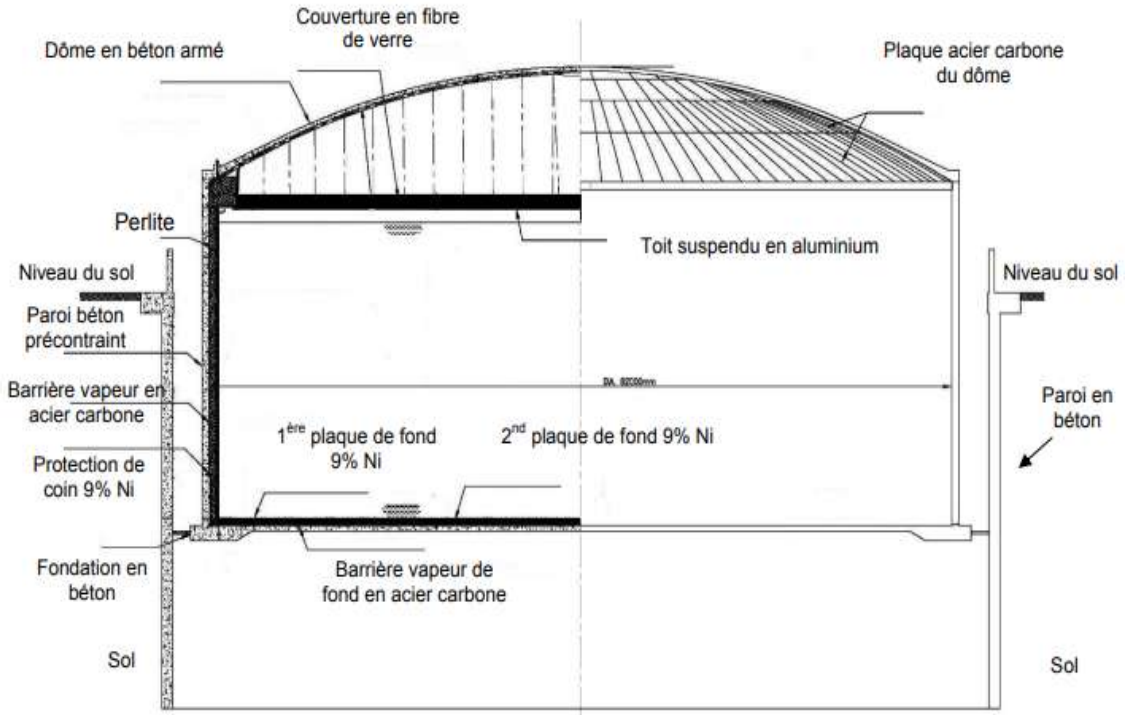 Couverture en fibre
de verre
Dôme en béton armé
Plaque acier carbone
du dôme
Perlite
Toit suspendu en aluminium
Niveau du sol
Niveau du sol
Paroi béton
précontraint
DIA. 82000mm
Barrière vapeur en
acier carbone
Paroi en
béton
1ère plaque de fond
9% Ni
2nd plaque de fond 9% Ni
Protection de
coin 9% Ni
Fondation en
béton
Barrière vapeur de
fond en acier carbone
Sol
Sol